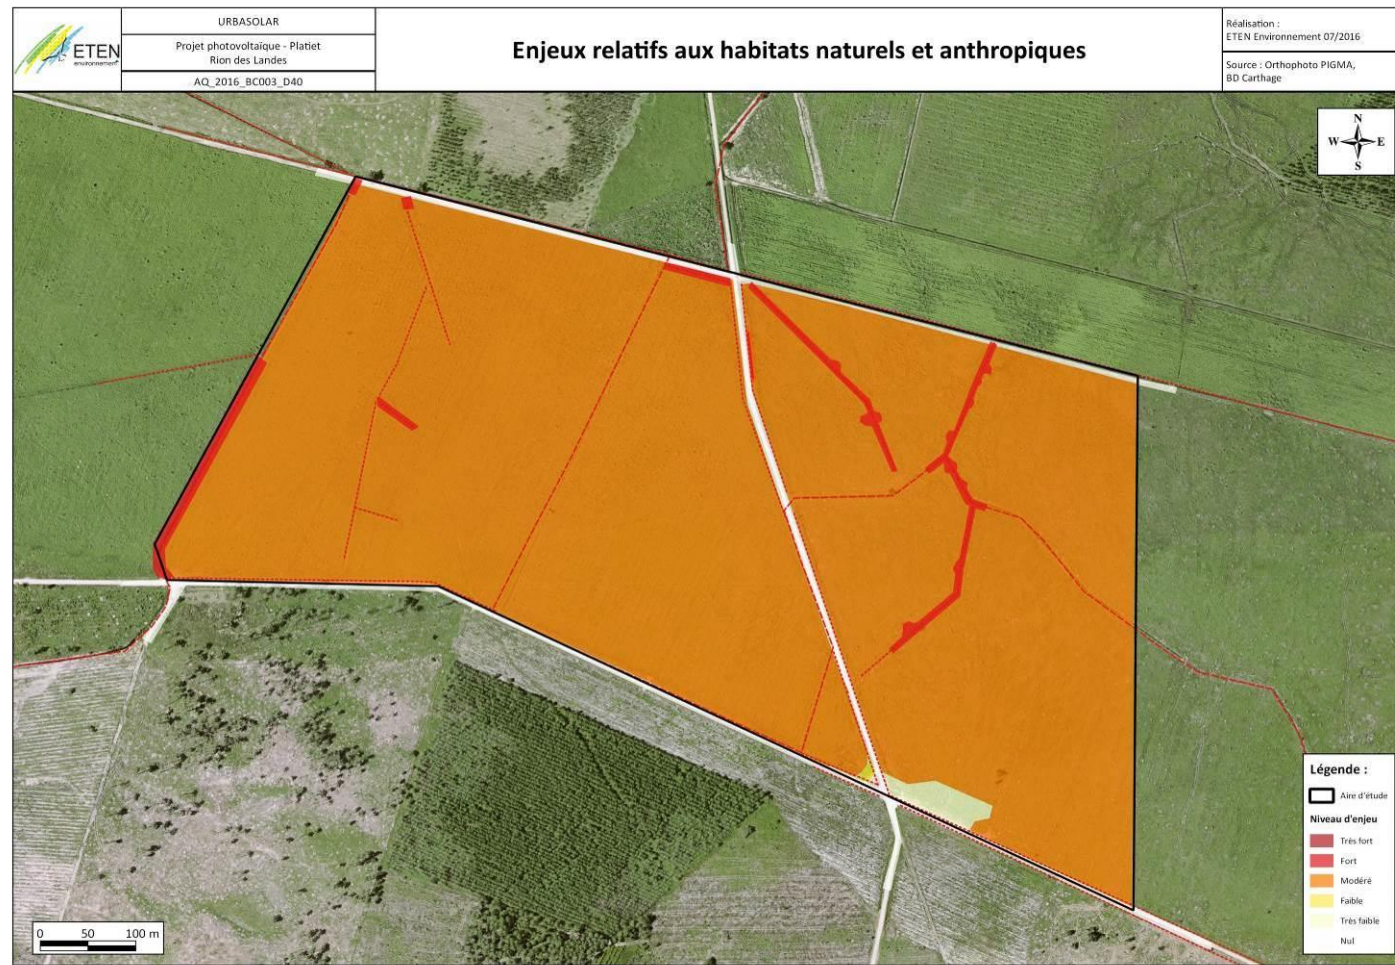 ETEN
environnement
URBASOLAR
Projet photovoltaïque - Platiet
Rion des Landes
AQ_2016_BC003_D40
Enjeux relatifs aux habitats naturels et anthropiques
Réalisation :
ETEN Environnement 07/2016
Source : Orthophoto PIGMA,
BD Carthage
N
W E
S
Légende :
Aire d'étude
Niveau d'enjeu
Très fort
Fort
Modéré
Faible
Très faible
Nul
0 50 100 m